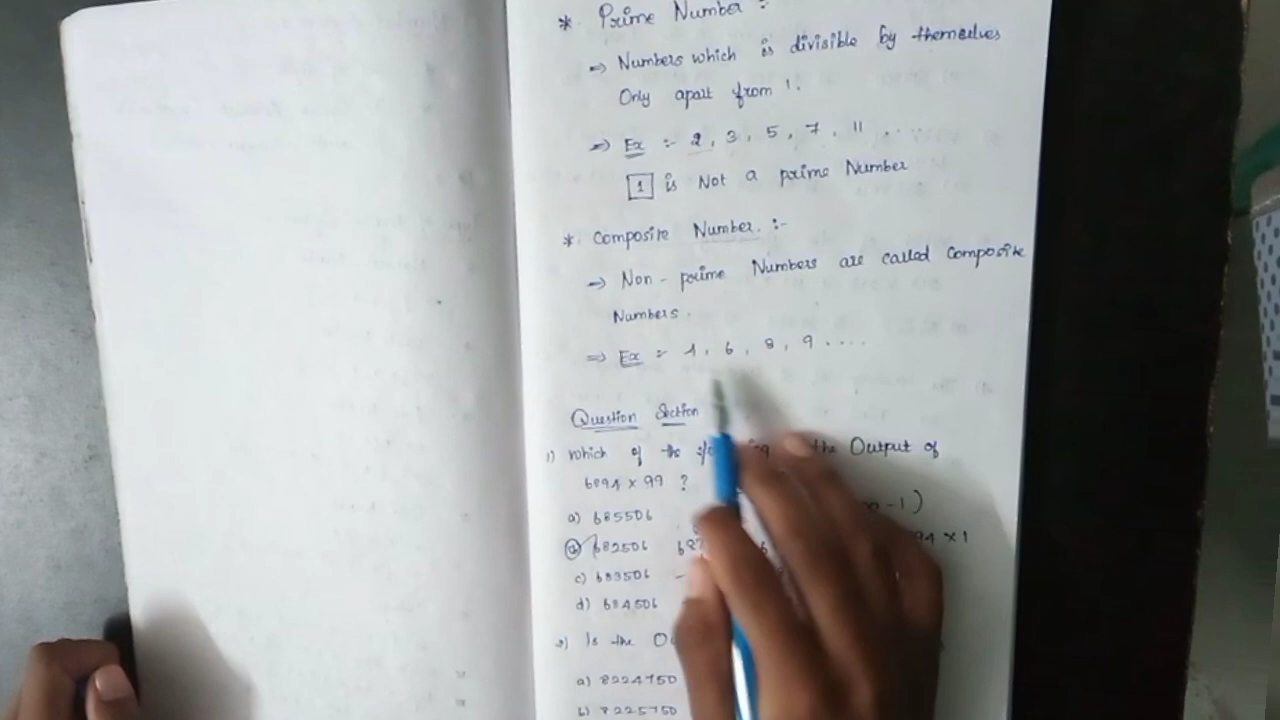 * Prime Number :-
=> Numbers which is divisible by themselves
Only apart from 1.
=> Ex :- 2, 3, 5, 7, 11 ...
1 is Not a prime Number
* Composite Number :-
=> Non-prime Numbers are called Composite
Numbers.
=> Ex :- 4, 6, 8, 9 ....
Question Section
1) Which of the the Output of
6894 x 99 ?
a) 685506 -1)
b) 682506 94 x 1
c) 683506 -
d) 684506
2) Is the
a) 8224750
b) 8225750